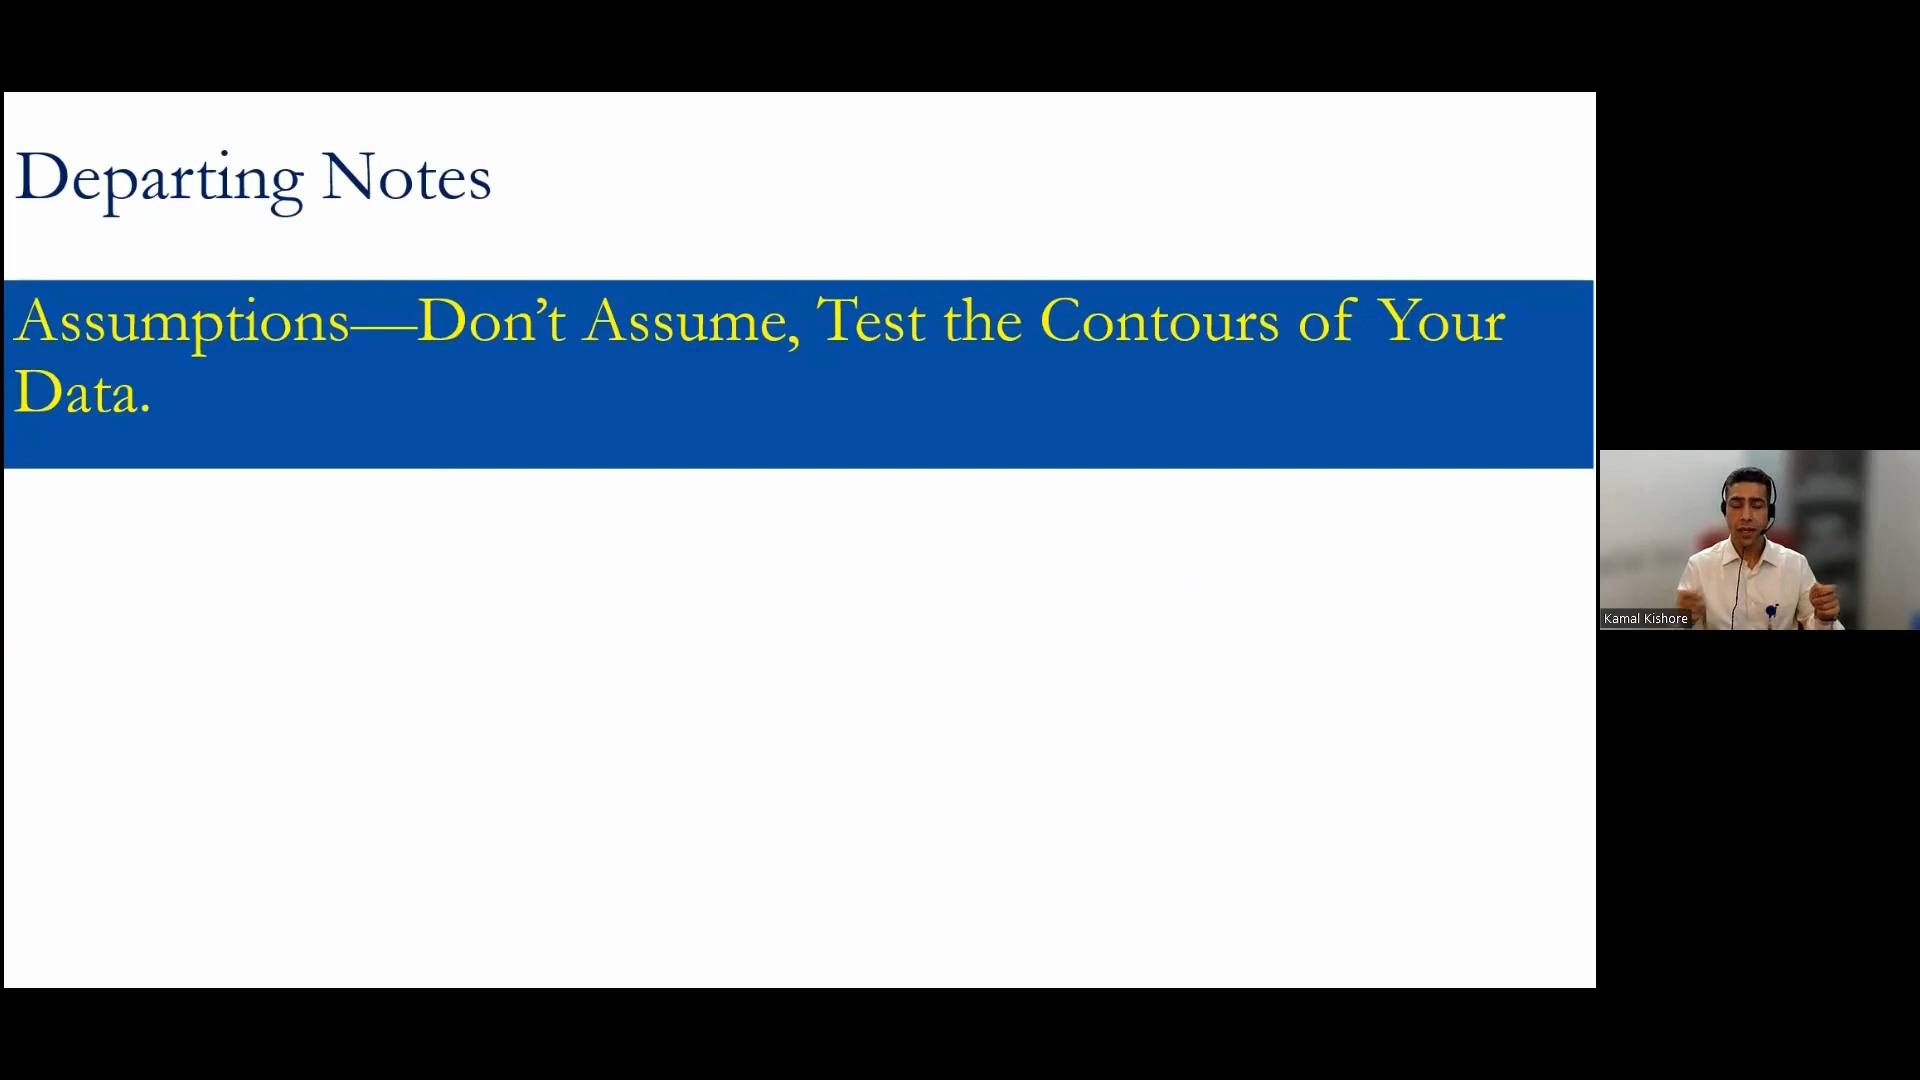 Departing Notes
Assumptions—Don’t Assume, Test the Contours of Your
Data.
Kamal Kishore